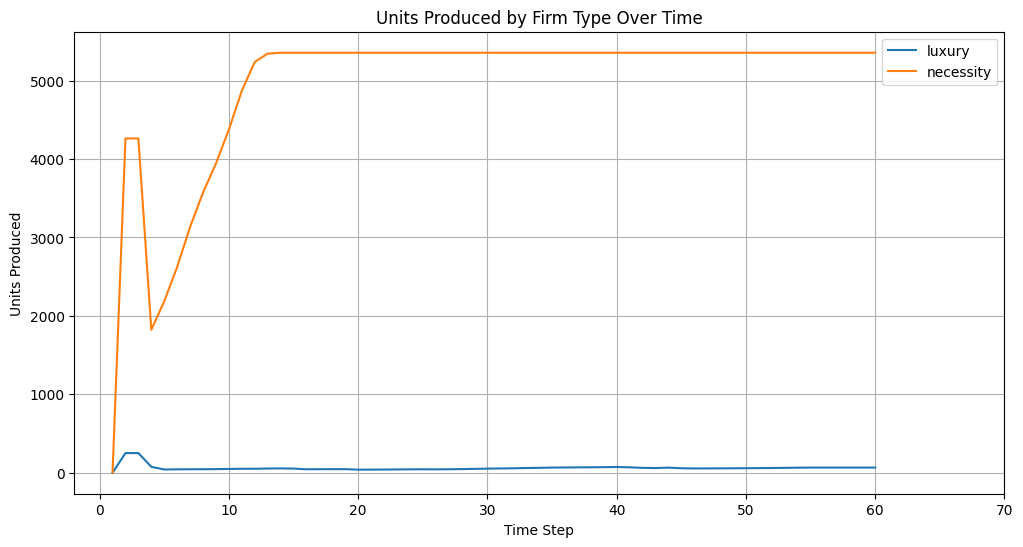 Units Produced by Firm Type Over Time
luxury
necessity
Units Produced
5000
4000
3000
2000
1000
0
0 10 20 30 40 50 60 70
Time Step